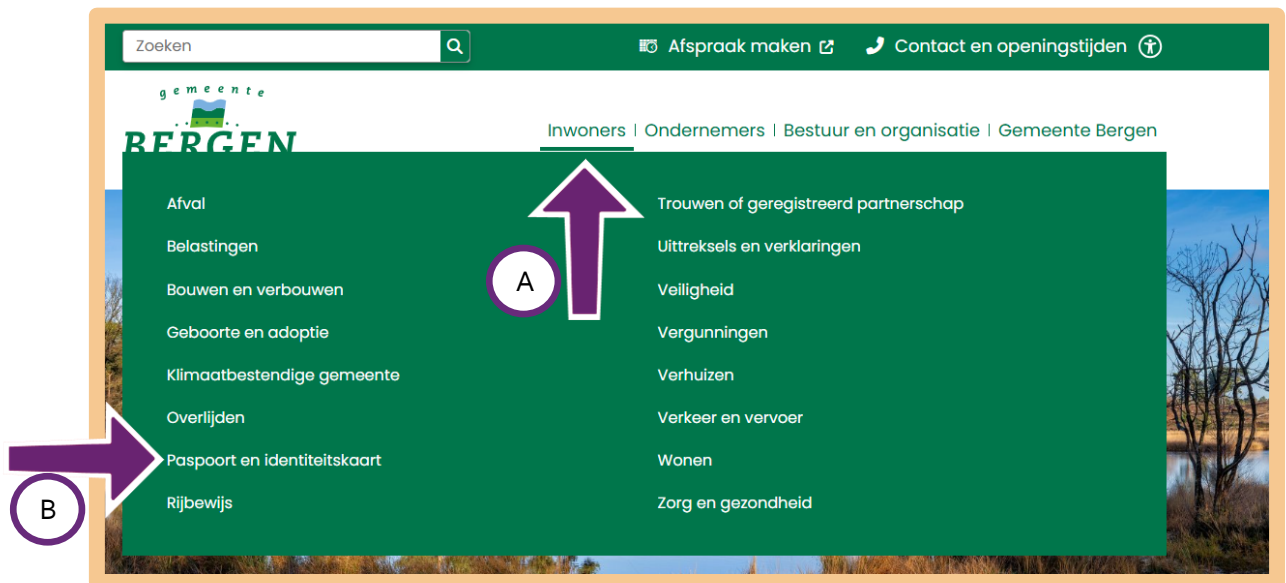 Zoeken
Afspraak maken
Contact en openingstijden
gemeente
BERGEN
Inwoners | Ondernemers | Bestuur en organisatie | Gemeente Bergen
Afval
Belastingen
Bouwen en verbouwen
Geboorte en adoptie
Klimaatbestendige gemeente
Overlijden
Paspoort en identiteitskaart
Rijbewijs
Trouwen of geregistreerd partnerschap
Uittreksels en verklaringen
Veiligheid
Vergunningen
Verhuizen
Verkeer en vervoer
Wonen
Zorg en gezondheid
A
B